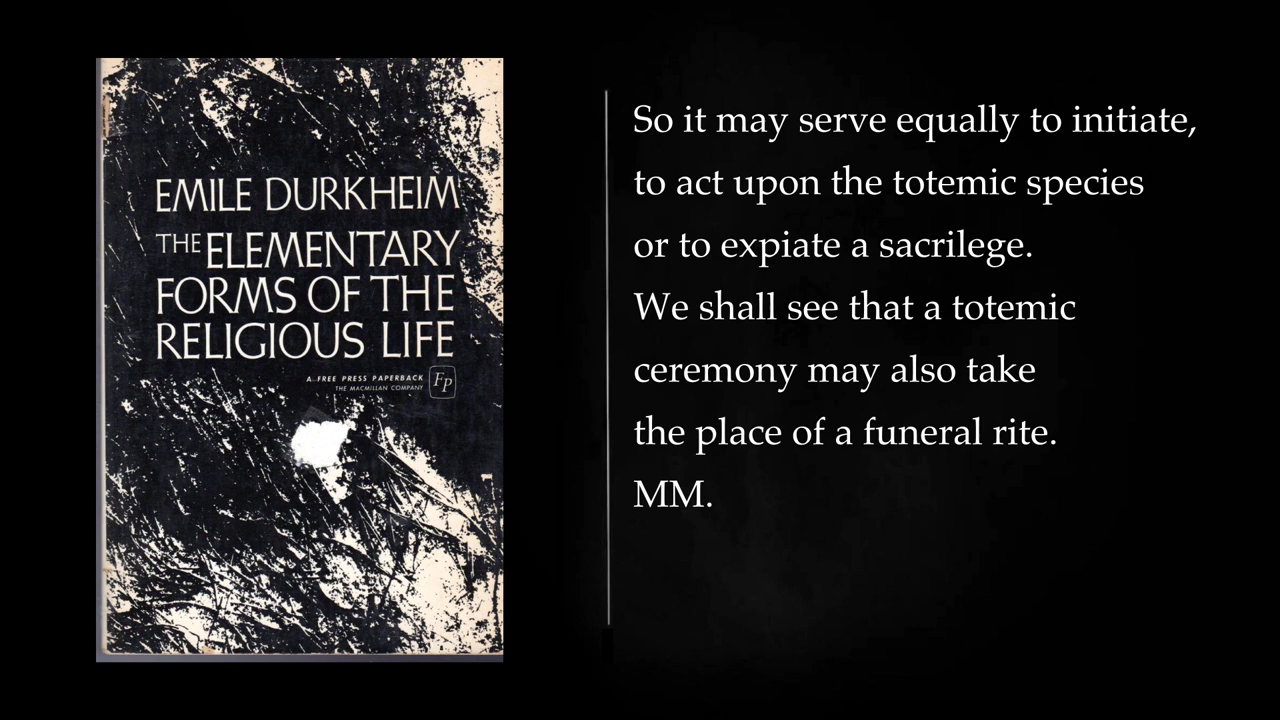 EMILE DURKHEIM
THE ELEMENTARY
FORMS OF THE
RELIGIOUS LIFE
A FREE PRESS PAPERBACK
THE MACMILLAN COMPANY
FP
So it may serve equally to initiate,
to act upon the totemic species
or to expiate a sacrilege.
We shall see that a totemic
ceremony may also take
the place of a funeral rite.
MM.